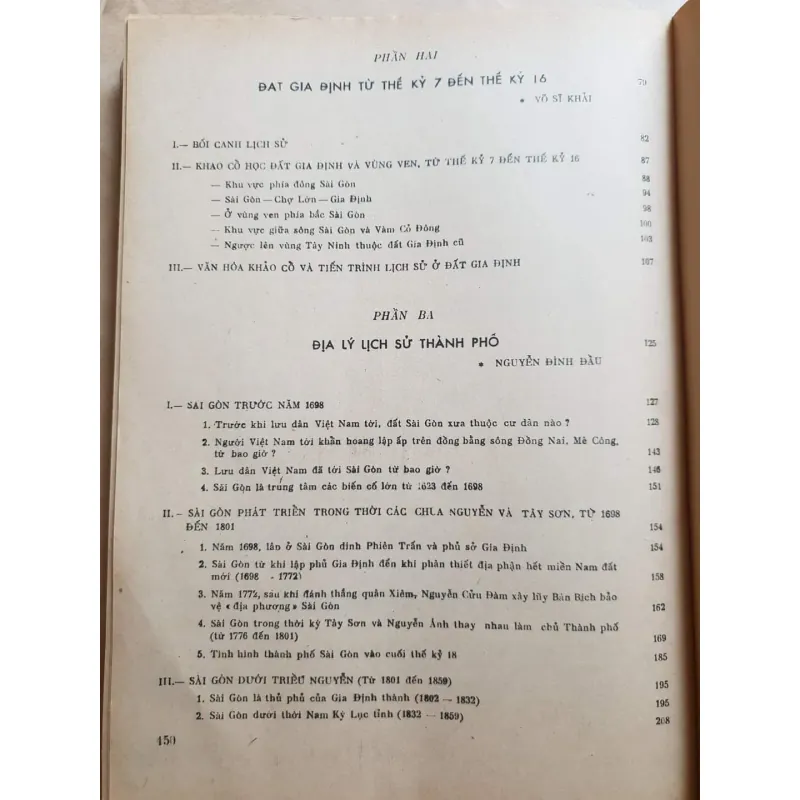 PHẦN HAI
ĐẤT GIA ĐỊNH TỪ THẾ KỶ 7 ĐẾN THẾ KỶ 16 79
* VÕ SĨ KHẢI
I.— BỐI CẢNH LỊCH SỬ 82
II.— KHẢO CỔ HỌC ĐẤT GIA ĐỊNH VÀ VÙNG VEN, TỪ THẾ KỶ 7 ĐẾN THẾ KỶ 16 87
— Khu vực phía đông Sài Gòn 88
— Sài Gòn — Chợ Lớn — Gia Định 94
— Ở vùng ven phía bắc Sài Gòn 98
— Khu vực giữa sông Sài Gòn và Vàm Cỏ Đông 100
— Ngược lên vùng Tây Ninh thuộc đất Gia Định cũ 103
III.— VĂN HÓA KHẢO CỔ VÀ TIẾN TRÌNH LỊCH SỬ Ở ĐẤT GIA ĐỊNH 107
PHẦN BA
ĐỊA LÝ LỊCH SỬ THÀNH PHỐ 125
* NGUYỄN ĐÌNH ĐẦU
I.— SÀI GÒN TRƯỚC NĂM 1698 127
1. Trước khi lưu dân Việt Nam tới, đất Sài Gòn xưa thuộc cư dân nào ? 128
2. Người Việt Nam tới khẩn hoang lập ấp trên đồng bằng sông Đồng Nai, Mê Công,
từ bao giờ ? 143
3. Lưu dân Việt Nam đã tới Sài Gòn từ bao giờ ? 146
4. Sài Gòn là trung tâm các biến cố lớn từ 1623 đến 1698 151
II.— SÀI GÒN PHÁT TRIỂN TRONG THỜI CÁC CHÚA NGUYỄN VÀ TÂY SƠN, TỪ 1698
ĐẾN 1801 154
1. Năm 1698, lân ở Sài Gòn dinh Phiên Trấn và phủ sở Gia Định 154
2. Sài Gòn từ khi lập phủ Gia Định đến khi phân thiết địa phận hết miền Nam đất
mới (1698 - 1772) 158
3. Năm 1772, sau khi đánh thắng quân Xiêm, Nguyễn Cửu Đàm xây lũy Bán Bích bảo
vệ «địa phương» Sài Gòn 162
4. Sài Gòn trong thời kỳ Tây Sơn và Nguyễn Ánh thay nhau làm chủ Thành phố
(từ 1776 đến 1801) 169
5. Tình hình thành phố Sài Gòn vào cuối thế kỷ 18 185
III.— SÀI GÒN DƯỚI TRIỀU NGUYỄN (Từ 1801 đến 1859) 195
1. Sài Gòn là thủ phủ của Gia Định thành (1802 — 1832) 195
2. Sài Gòn dưới thời Nam Kỳ Lục tỉnh (1832 — 1859) 208
450